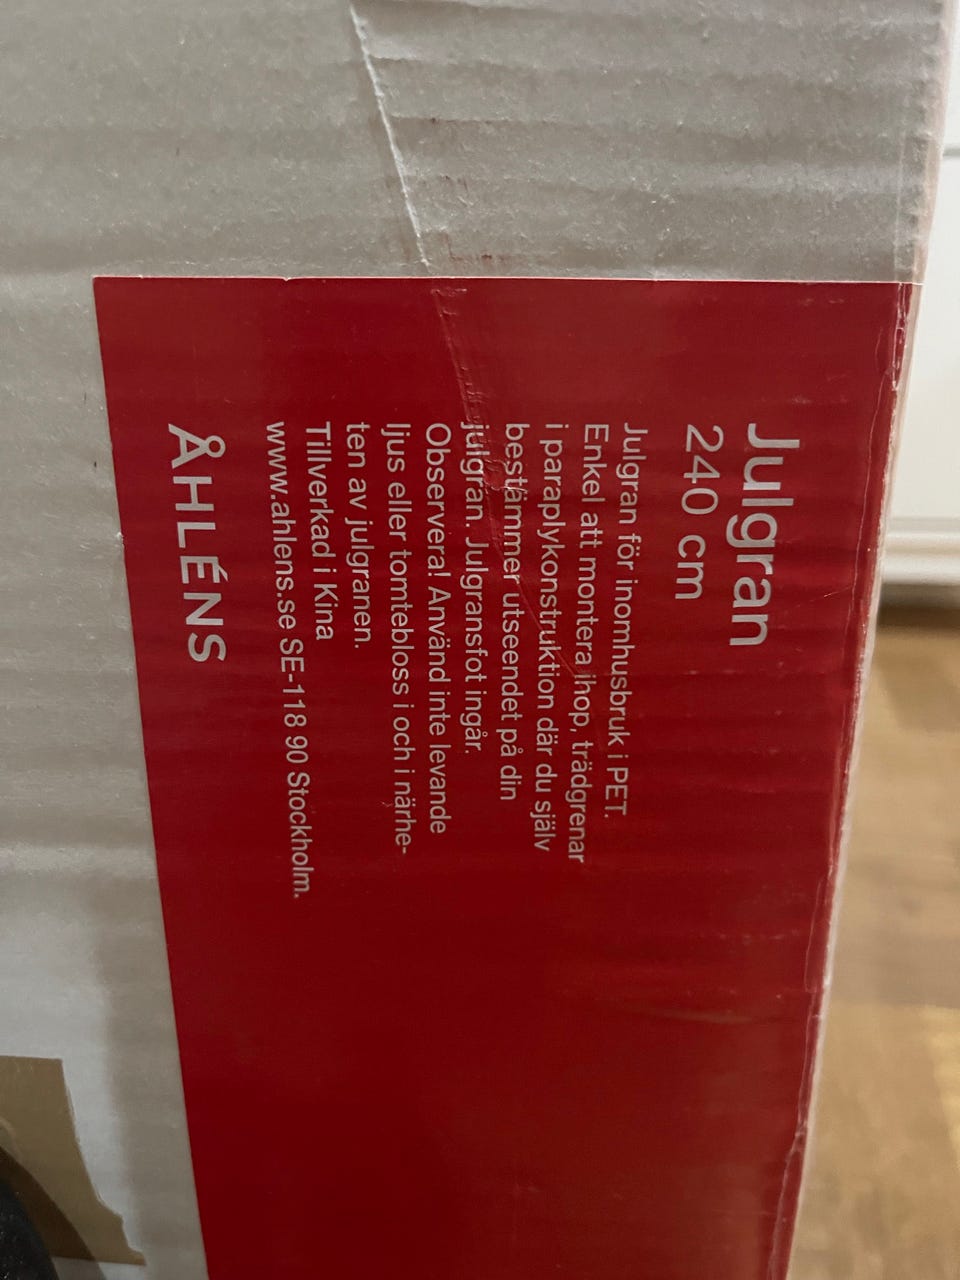 Julgran
240 cm
Julgran för inomhusbruk i PET.
Enkel att montera ihop, trädgrenar
i paraplykonstruktion där du själv
bestämmer utseendet på din
julgran. Julgransfot ingår.
Observera! Använd inte levande
ljus eller tomtebloss i och i närhe-
ten av julgranen.
Tillverkad i Kina
www.ahlens.se SE-118 90 Stockholm.
ÅHLÉNS